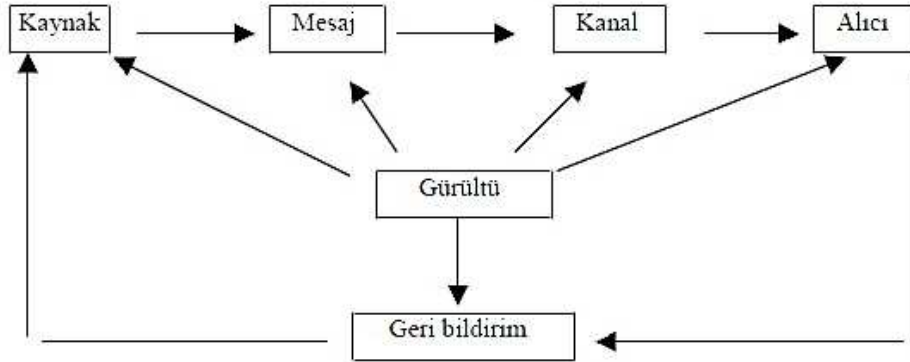 Kaynak
Mesaj
Kanal
Alıcı
Gürültü
Geri bildirim